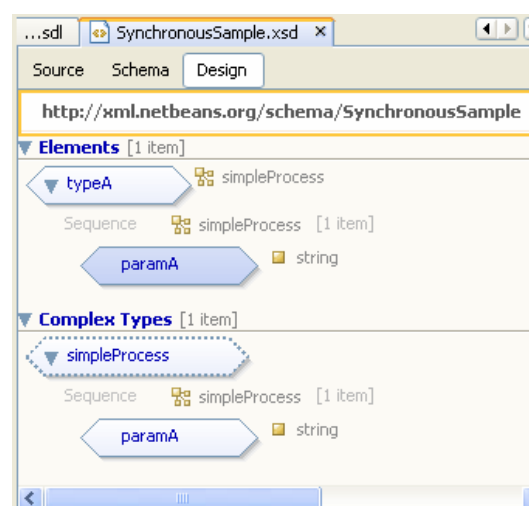 ...sdl SynchronousSample.xsd
Source Schema Design
http://xml.netbeans.org/schema/SynchronousSample
Elements [1 item]
typeA simpleProcess
Sequence simpleProcess [1 item]
paramA string
Complex Types [1 item]
simpleProcess
Sequence simpleProcess [1 item]
paramA string